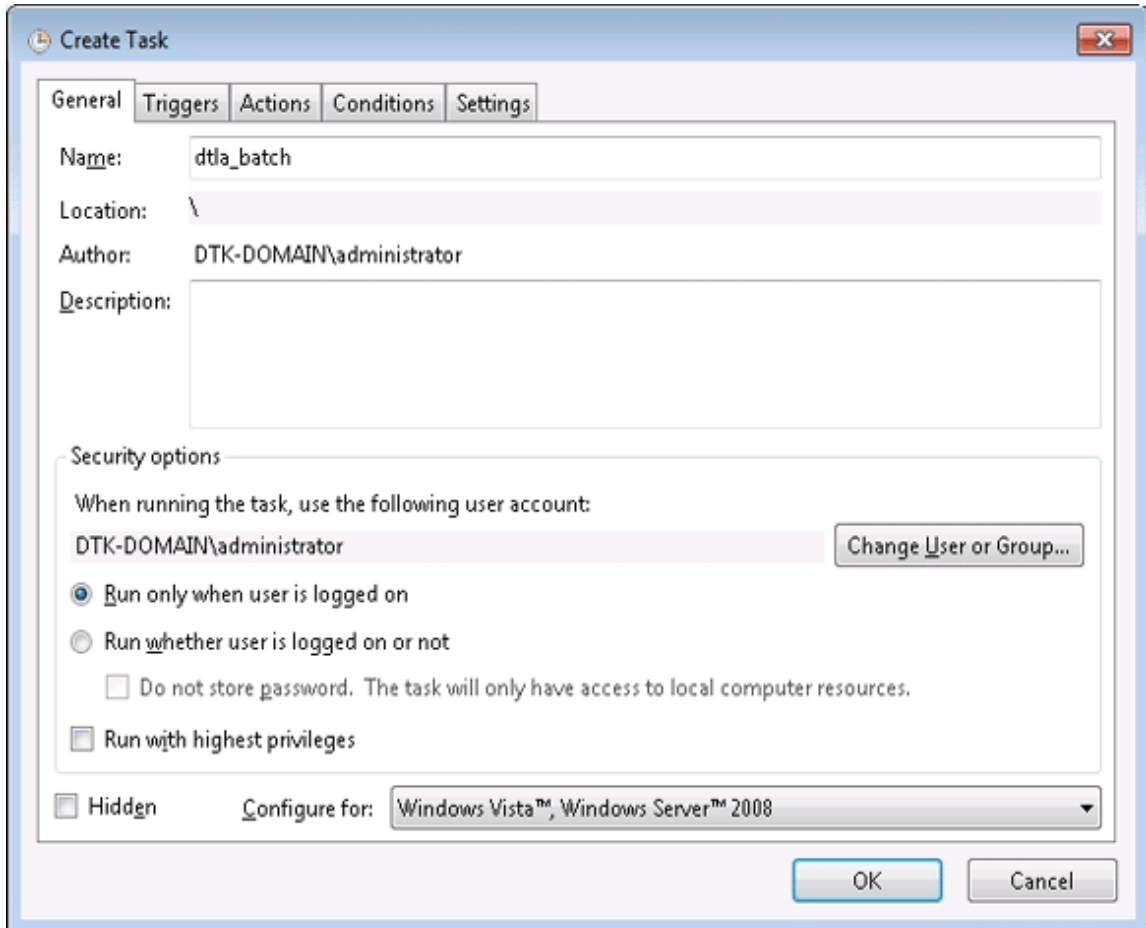 Create Task
General Triggers Actions Conditions Settings
Name: dtla_batch
Location: \
Author: DTK-DOMAIN\administrator
Description:
Security options
When running the task, use the following user account:
DTK-DOMAIN\administrator Change User or Group...
Run only when user is logged on
Run whether user is logged on or not
Do not store password. The task will only have access to local computer resources.
Run with highest privileges
Hidden Configure for: Windows Vista™, Windows Server™ 2008
OK Cancel